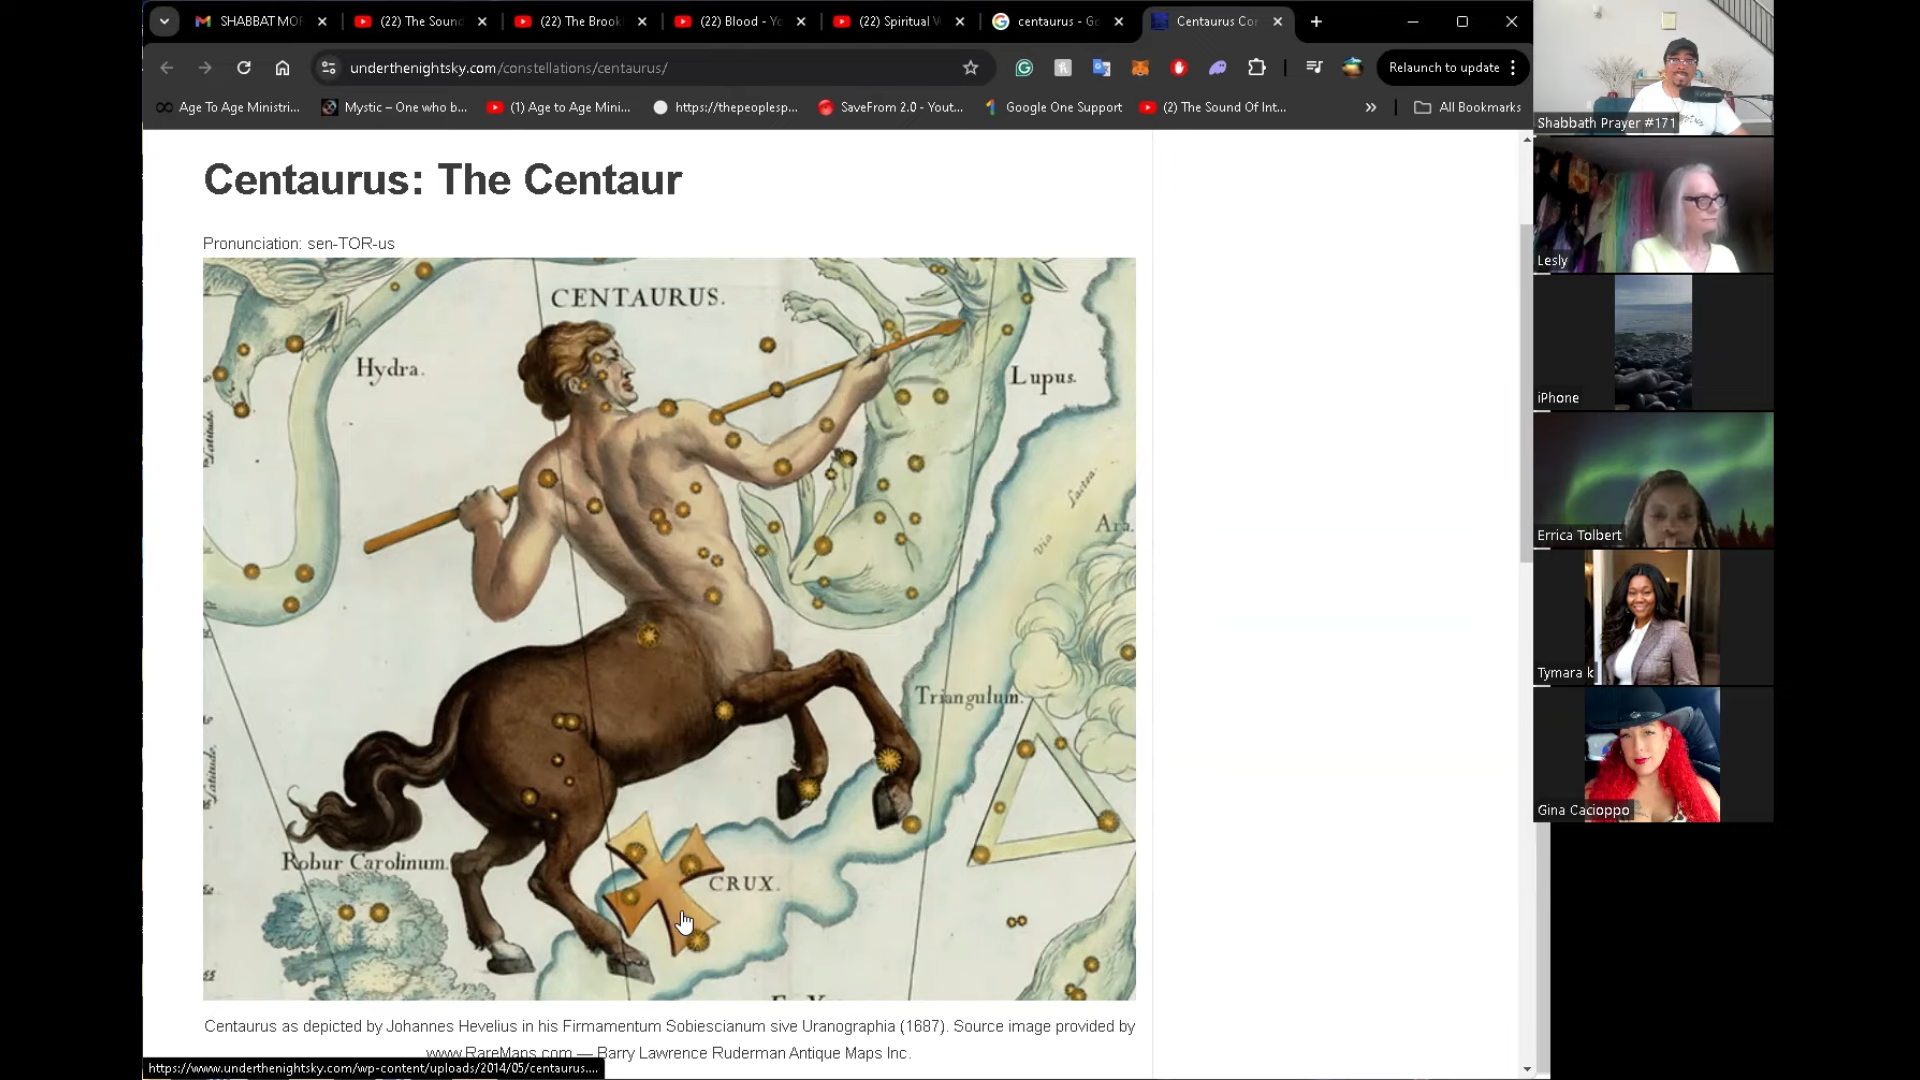 SHABBAT MOR
(22) The Sound
(22) The Brook
(22) Blood - Yo
(22) Spiritual V
centaurus - Go
Centaurus Con
underthenightsky.com/constellations/centaurus/
Relaunch to update
Age To Age Ministri...
Mystic – One who b...
(1) Age to Age Mini...
https://thepeoplesp...
SaveFrom 2.0 - Yout...
Google One Support
(2) The Sound Of Int...
All Bookmarks
Centaurus: The Centaur
Pronunciation: sen-TOR-us
CENTAURUS.
Hydra.
Lupus.
Via Lactea.
Ara.
Triangulum.
Robur Carolinum.
CRUX.
Centaurus as depicted by Johannes Hevelius in his Firmamentum Sobiescianum sive Uranographia (1687). Source image provided by
www.RareMaps.com — Barry Lawrence Ruderman Antique Maps Inc.
https://www.underthenightsky.com/wp-content/uploads/2014/05/centaurus....
Shabbath Prayer #171
Lesly
iPhone
Errica Tolbert
Tymara k
Gina Cacioppo